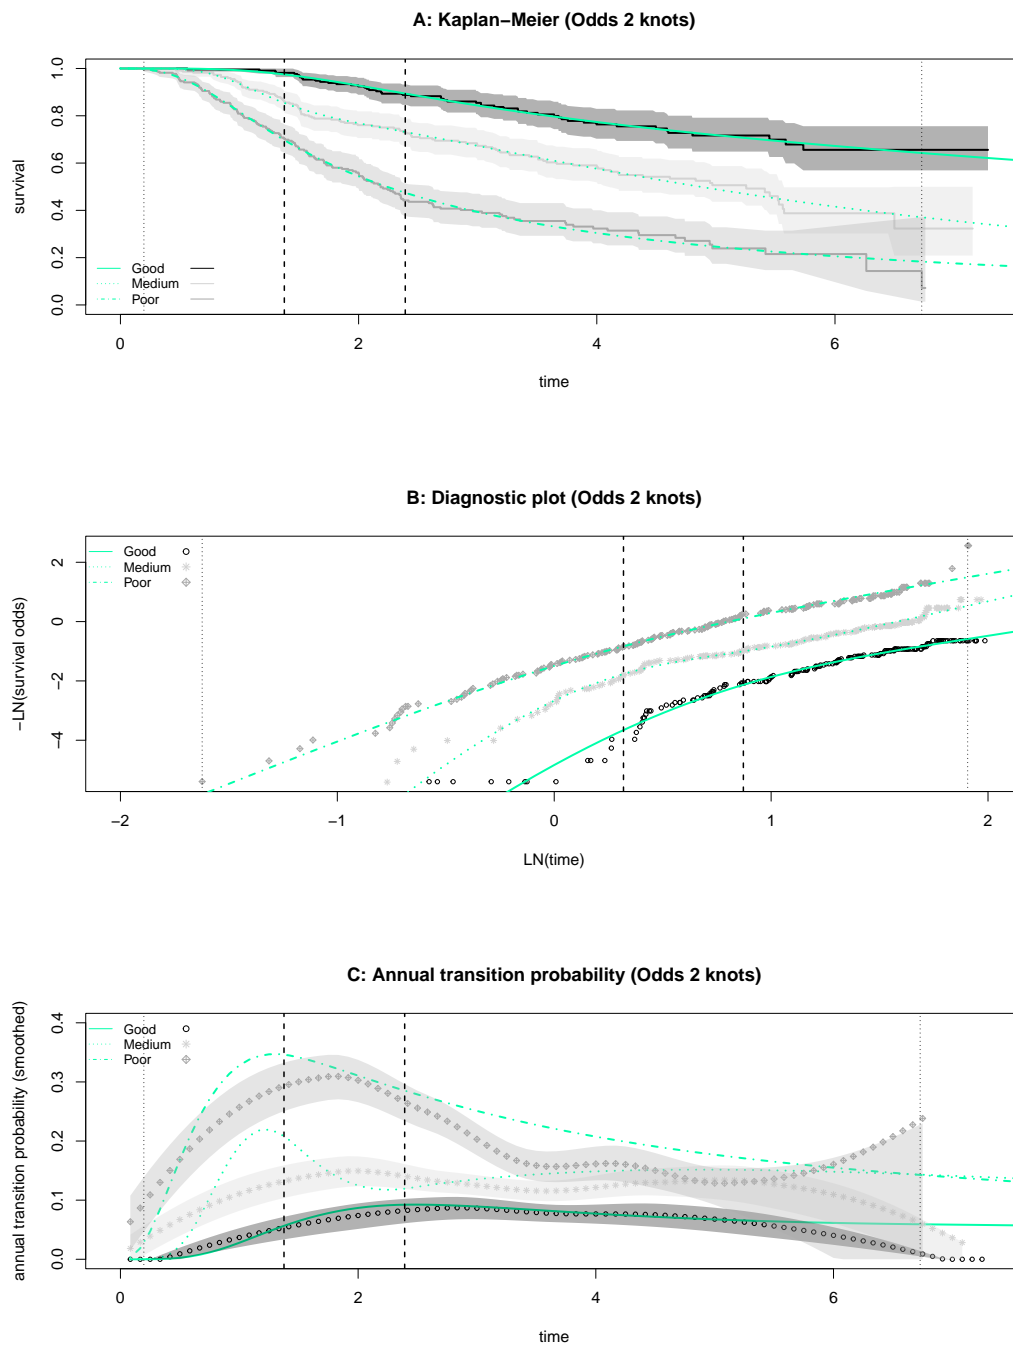 A: Kaplan−Meier (Odds 2 knots)
survival
1.0
0.8
0.6
0.4
0.2
0.0
Good
Medium
Poor
0 2 4 6
time
B: Diagnostic plot (Odds 2 knots)
−LN(survival odds)
2
0
−2
−4
Good
Medium
Poor
−2 −1 0 1 2
LN(time)
C: Annual transition probability (Odds 2 knots)
annual transition probability (smoothed)
0.4
0.3
0.2
0.1
0.0
Good
Medium
Poor
0 2 4 6
time